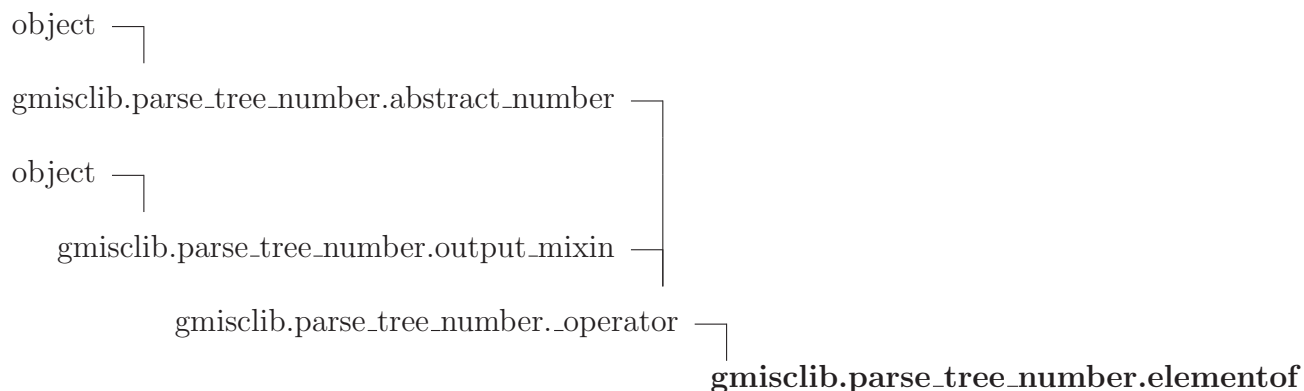 object
gmisclib.parse_tree_number.abstract_number
object
gmisclib.parse_tree_number.output_mixin
gmisclib.parse_tree_number._operator
gmisclib.parse_tree_number.elementof